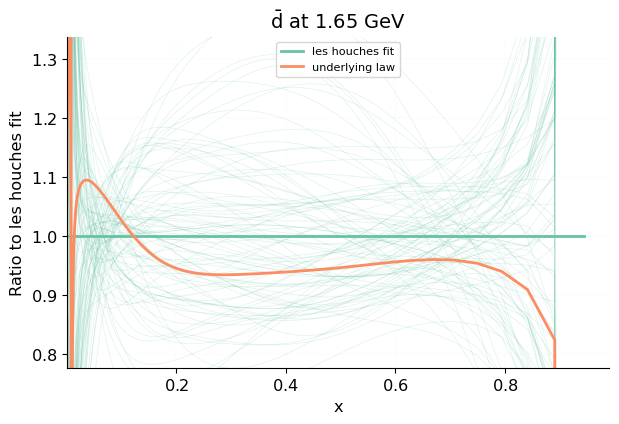 d̄ at 1.65 GeV
les houches fit
underlying law
Ratio to les houches fit
1.3
1.2
1.1
1.0
0.9
0.8
0.2 0.4 0.6 0.8
x